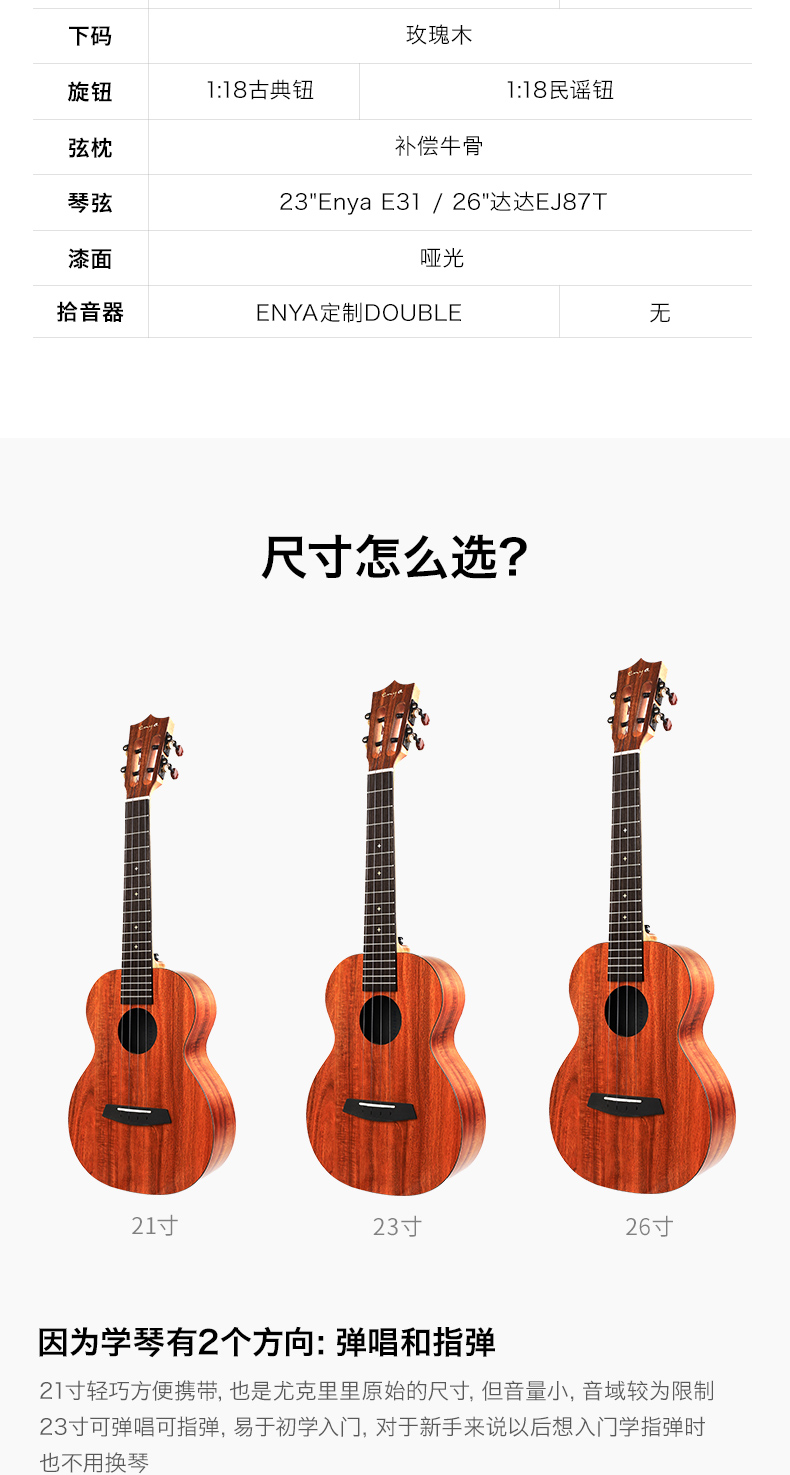 下码 玫瑰木
旋钮 1:18古典钮 1:18民谣钮
弦枕 补偿牛骨
琴弦 23"Enya E31 / 26"达达EJ87T
漆面 哑光
拾音器 ENYA定制DOUBLE 无
尺寸怎么选?
enya enya enya
21寸 23寸 26寸
因为学琴有2个方向: 弹唱和指弹
21寸轻巧方便携带, 也是尤克里里原始的尺寸, 但音量小, 音域较为限制
23寸可弹唱可指弹, 易于初学入门, 对于新手来说以后想入门学指弹时
也不用换琴